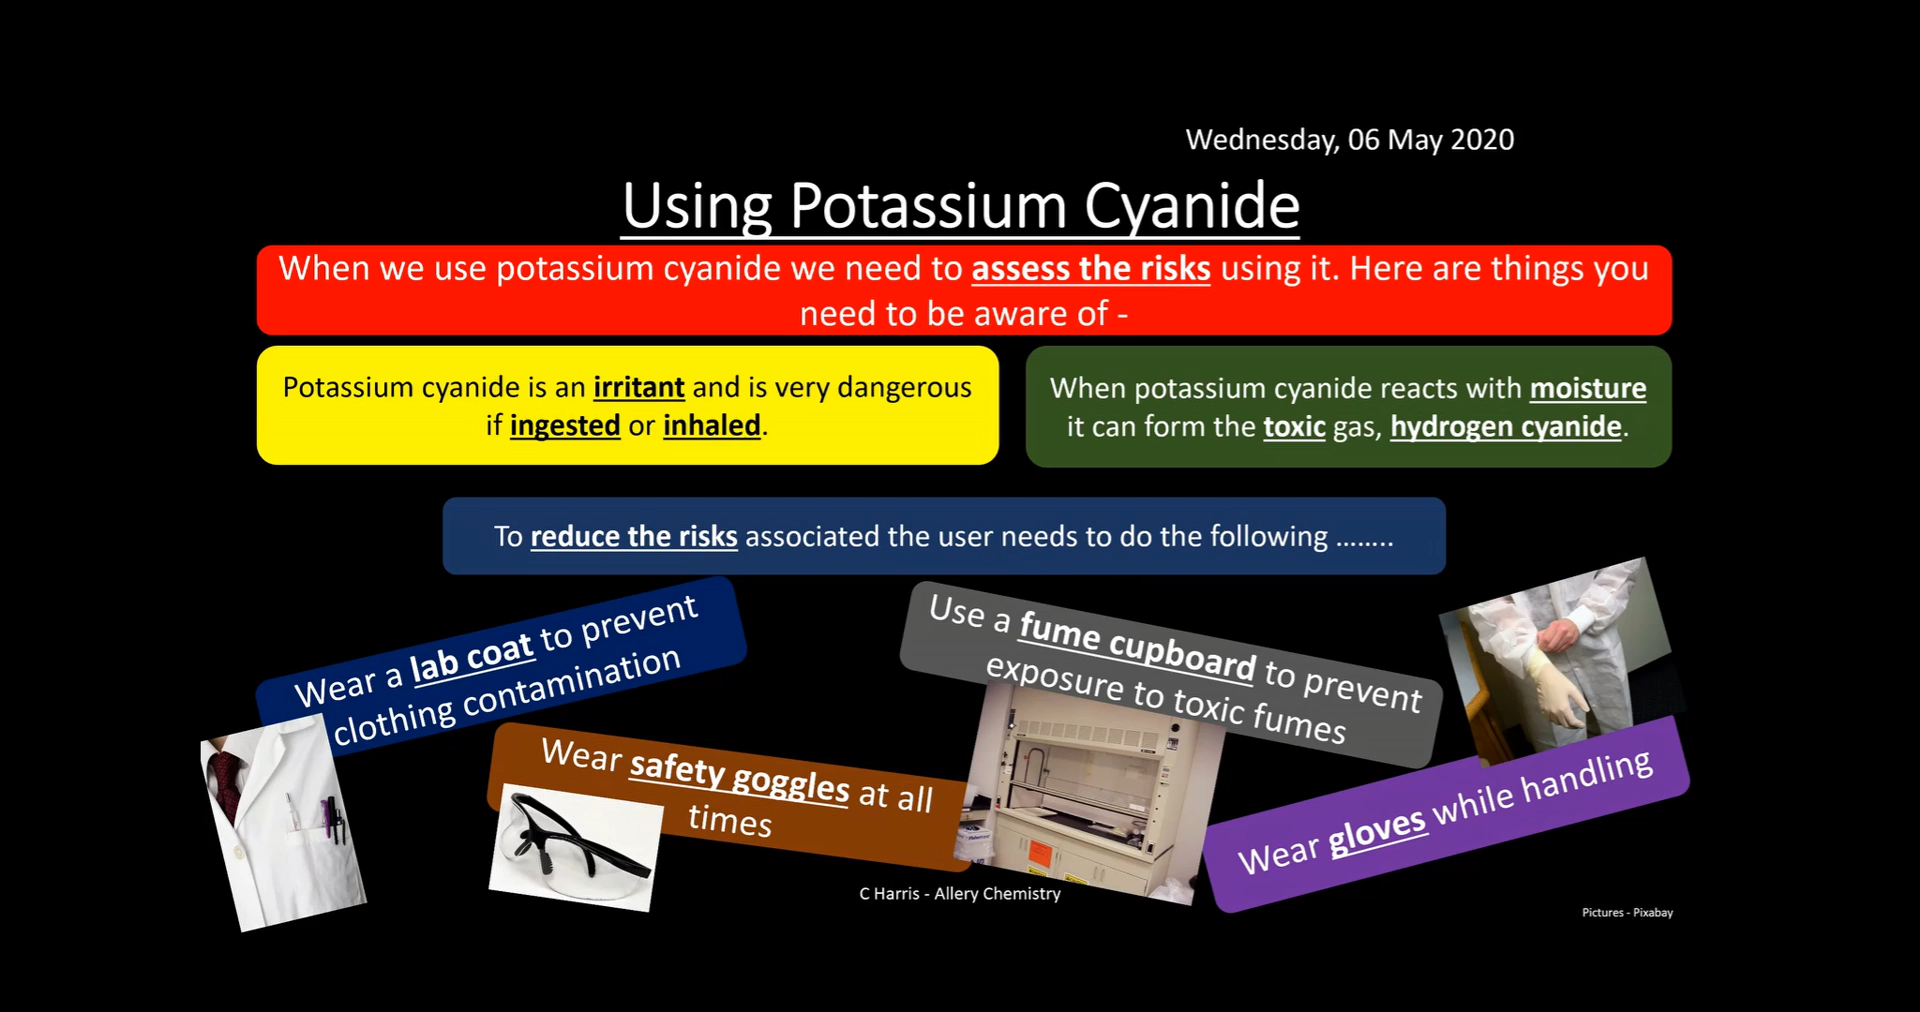 Wednesday, 06 May 2020
Using Potassium Cyanide
When we use potassium cyanide we need to assess the risks using it. Here are things you
need to be aware of -
Potassium cyanide is an irritant and is very dangerous
if ingested or inhaled.
When potassium cyanide reacts with moisture
it can form the toxic gas, hydrogen cyanide.
To reduce the risks associated the user needs to do the following ........
Wear a lab coat to prevent
clothing contamination
Wear safety goggles at all
times
Use a fume cupboard to prevent
exposure to toxic fumes
Wear gloves while handling
C Harris - Allery Chemistry
Pictures - Pixabay